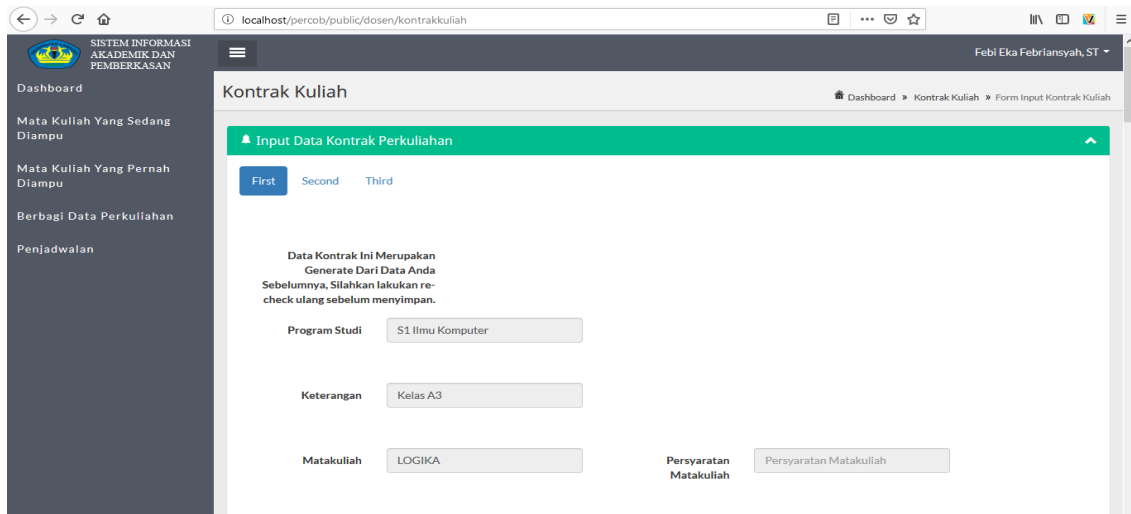 localhost/percob/public/dosen/kontrakkuliah
SISTEM INFORMASI
AKADEMIK DAN
PEMBERKASAN
Febi Eka Febriansyah, ST
Dashboard
Mata Kuliah Yang Sedang
Diampu
Mata Kuliah Yang Pernah
Diampu
Berbagi Data Perkuliahan
Penjadwalan
Kontrak Kuliah
Dashboard » Kontrak Kuliah » Form Input Kontrak Kuliah
Input Data Kontrak Perkuliahan
First Second Third
Data Kontrak Ini Merupakan
Generate Dari Data Anda
Sebelumnya, Silahkan lakukan re-
check ulang sebelum menyimpan.
Program Studi S1 Ilmu Komputer
Keterangan Kelas A3
Matakuliah LOGIKA
Persyaratan
Matakuliah
Persyaratan Matakuliah